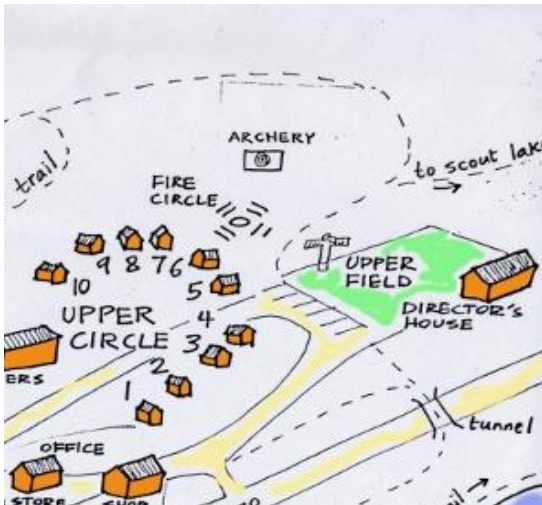 ARCHERY
to scout lake
trail
FIRE
CIRCLE
9 8 7 6
10
5
UPPER
FIELD
UPPER
CIRCLE
4
3
DIRECTOR'S
HOUSE
ERS
2
1
tunnel
OFFICE
STORE
SHOP